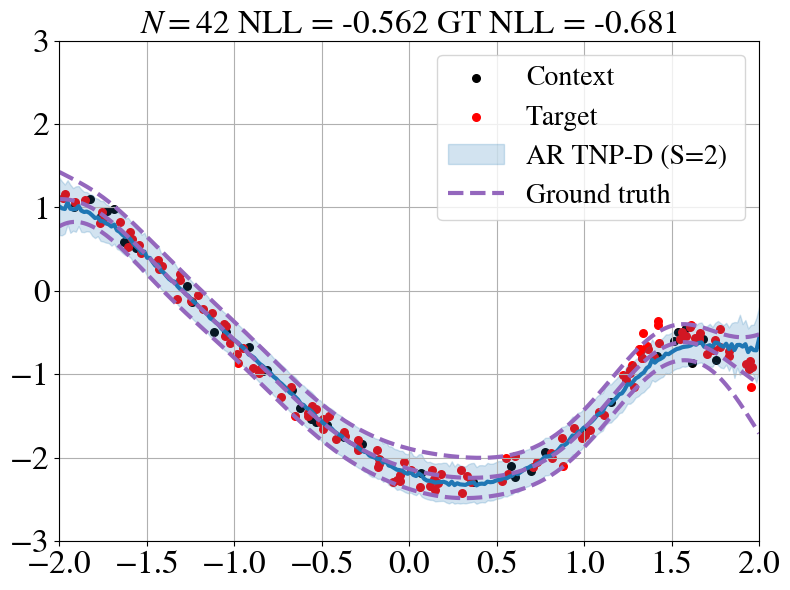 N = 42 NLL = -0.562 GT NLL = -0.681
Context
Target
AR TNP-D (S=2)
Ground truth
3
2
1
0
−1
−2
−3
−2.0 −1.5 −1.0 −0.5 0.0 0.5 1.0 1.5 2.0